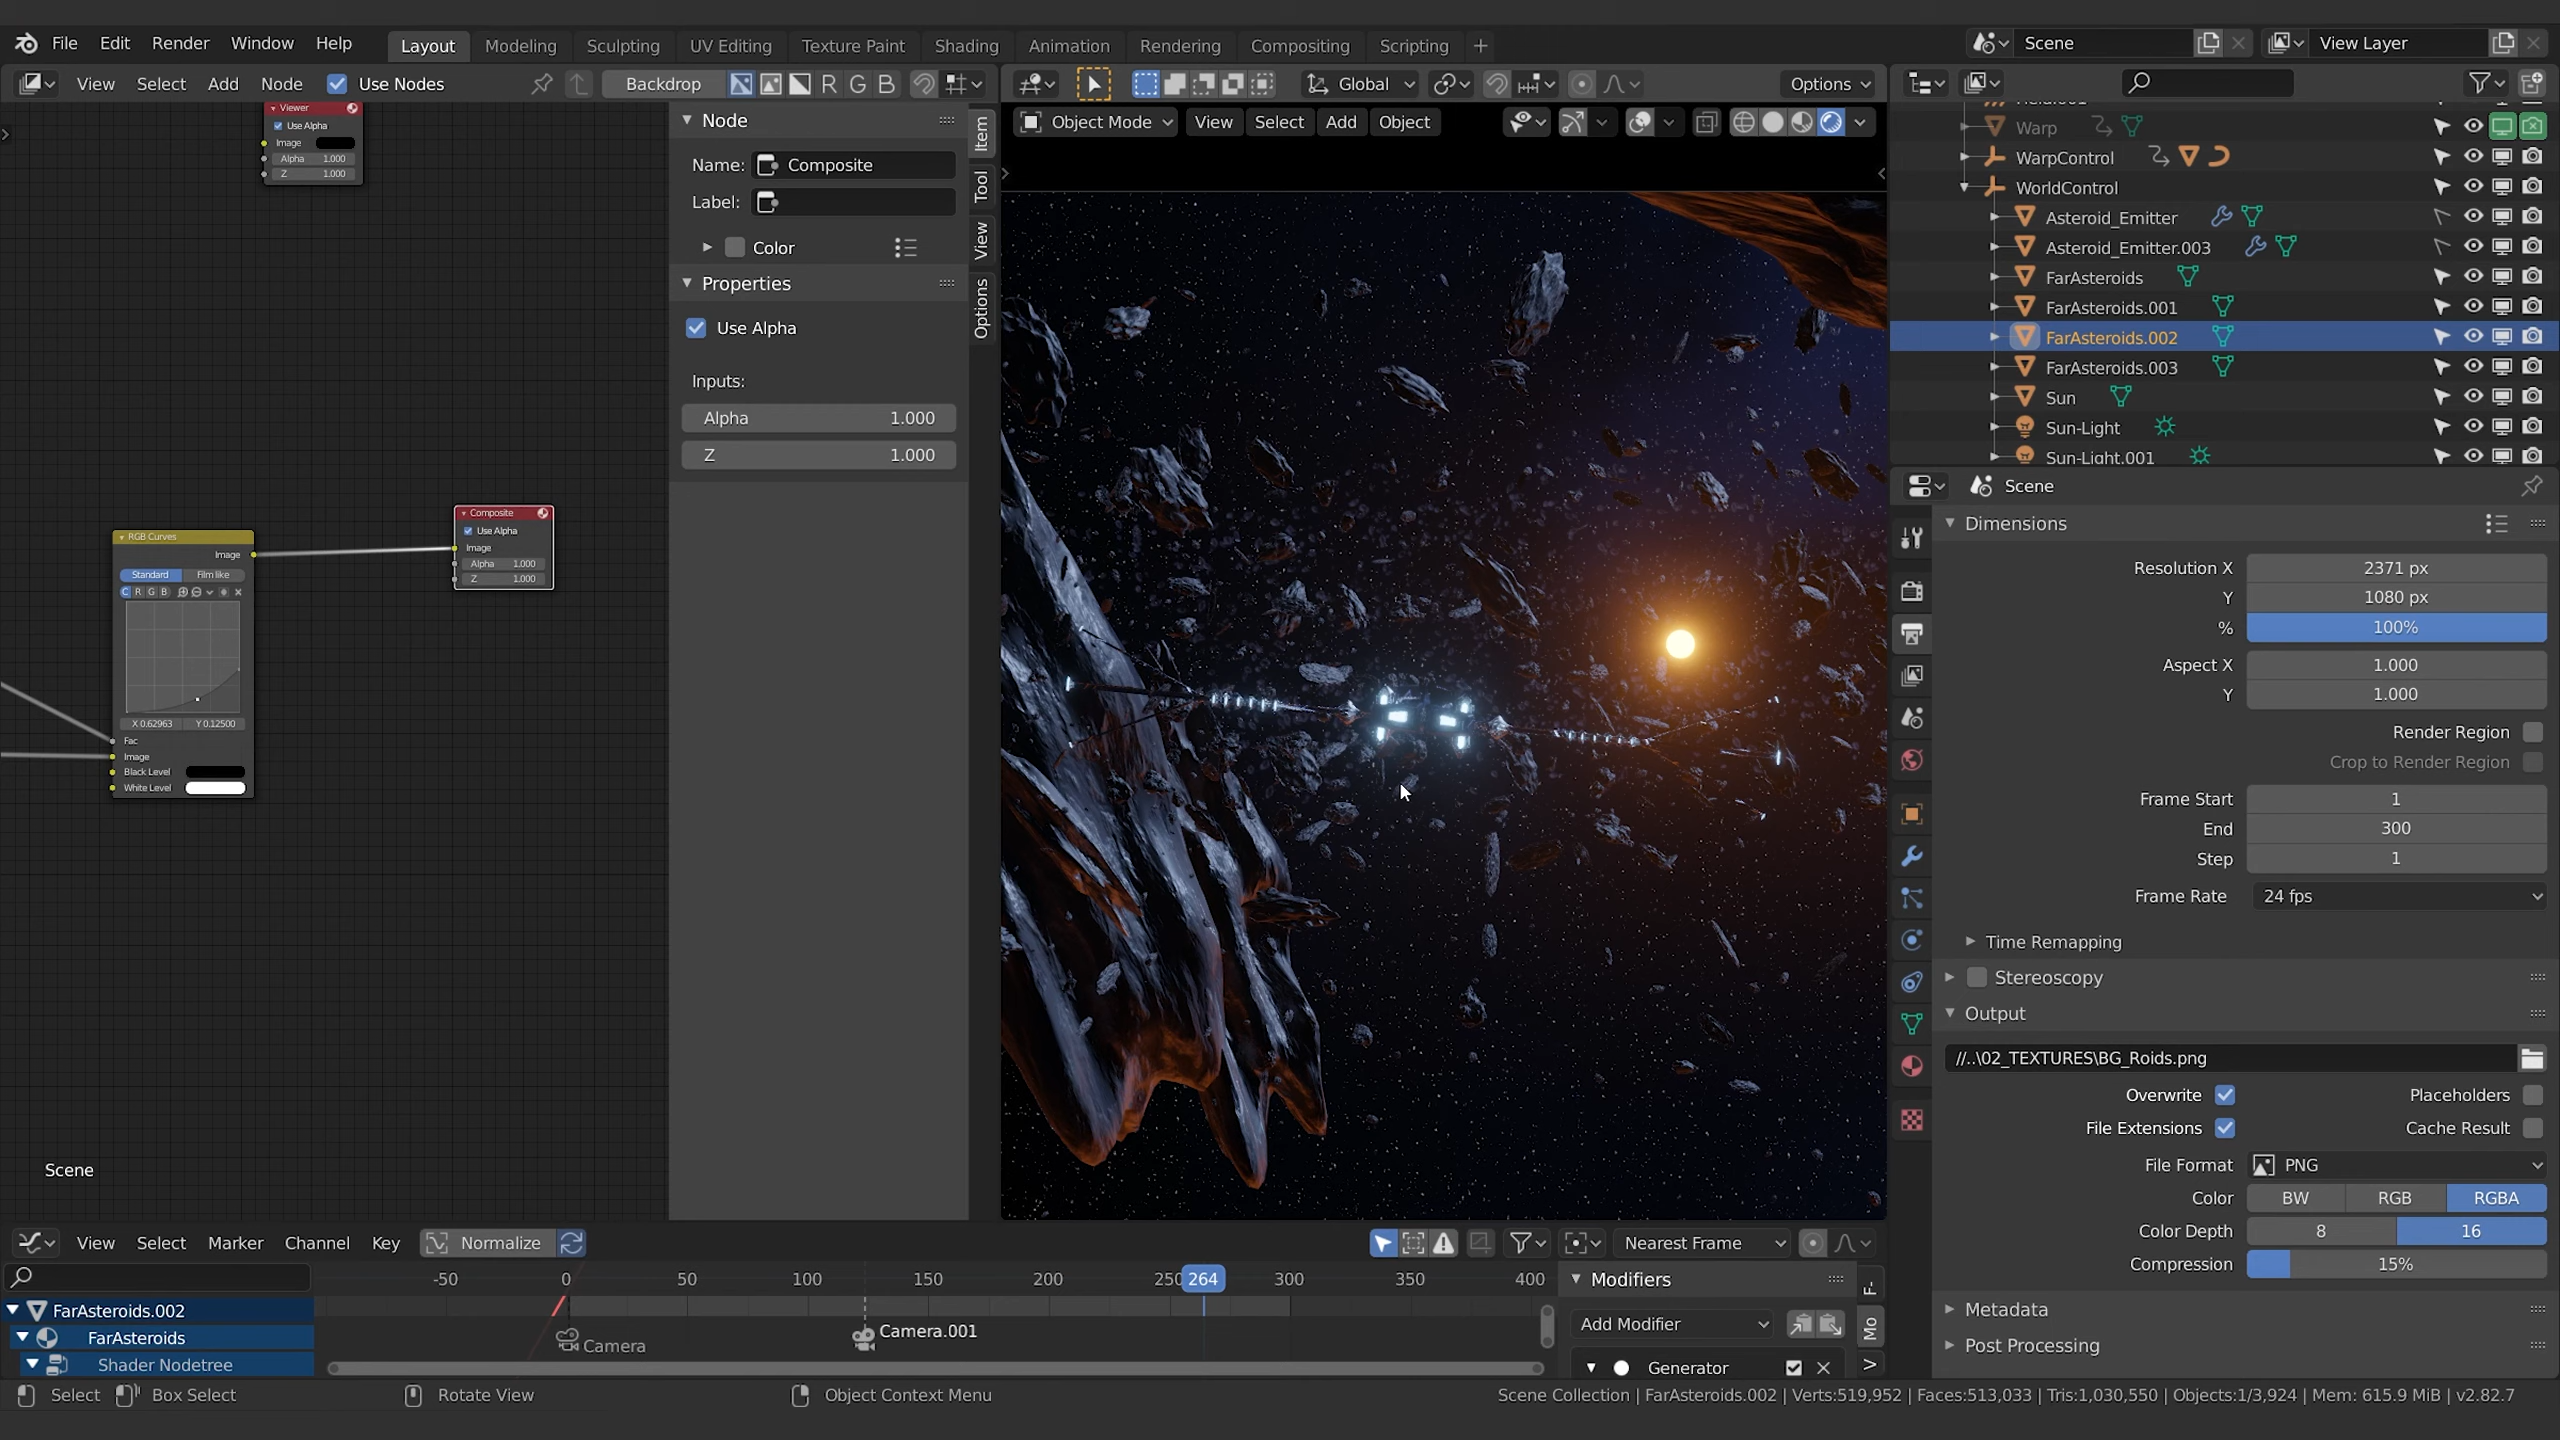 File Edit Render Window Help Layout Modeling Sculpting UV Editing Texture Paint Shading Animation Rendering Compositing Scripting + Scene View Layer
View Select Add Node Use Nodes Backdrop R G B Global Options
Viewer
Use Alpha
Image
Alpha 1.000
Z 1.000
RGB Curves
Image
Standard Film like
C R G B
X 0.62963 Y 0.12500
Fac
Image
Black Level
White Level
Composite
Use Alpha
Image
Alpha 1.000
Z 1.000
Scene
Node
Name: Composite
Label:
Color
Properties
Use Alpha
Inputs:
Alpha 1.000
Z 1.000
Item
Tool
View
Options
Object Mode View Select Add Object
Warp
WarpControl
WorldControl
Asteroid_Emitter
Asteroid_Emitter.003
FarAsteroids
FarAsteroids.001
FarAsteroids.002
FarAsteroids.003
Sun
Sun-Light
Sun-Light.001
Scene
Dimensions
Resolution X 2371 px
Y 1080 px
% 100%
Aspect X 1.000
Y 1.000
Render Region
Crop to Render Region
Frame Start 1
End 300
Step 1
Frame Rate 24 fps
Time Remapping
Stereoscopy
Output
//..\02_TEXTURES\BG_Roids.png
Overwrite Placeholders
File Extensions Cache Result
File Format PNG
Color BW RGB RGBA
Color Depth 8 16
Compression 15%
Metadata
Post Processing
View Select Marker Channel Key Normalize Nearest Frame
-50 0 50 100 150 200 250 264 300 350 400
FarAsteroids.002
FarAsteroids
Shader Nodetree
Camera
Camera.001
Modifiers
Add Modifier
Generator
F-
Mo
V
Select Box Select Rotate View Object Context Menu
Scene Collection | FarAsteroids.002 | Verts:519,952 | Faces:513,033 | Tris:1,030,550 | Objects:1/3,924 | Mem: 615.9 MiB | v2.82.7